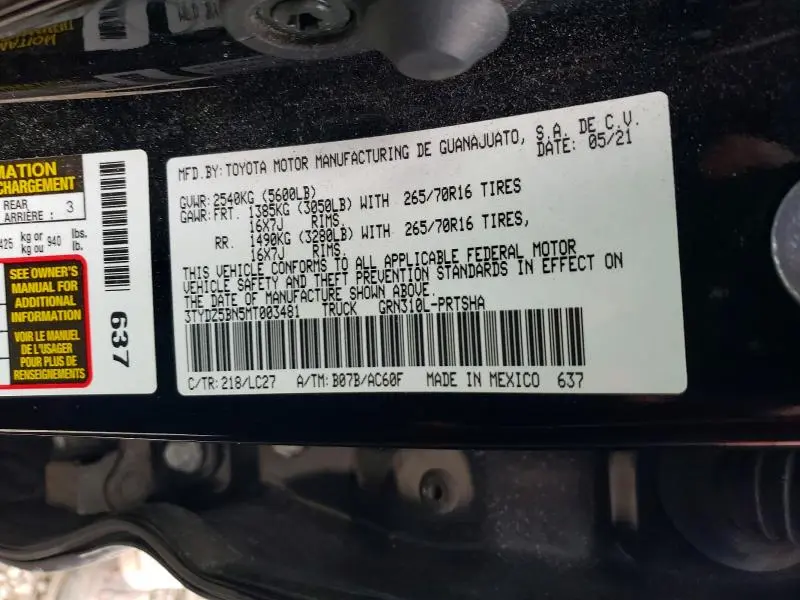 MFD.BY: TOYOTA MOTOR MANUFACTURING DE GUANAJUATO, S.A. DE C.V.
DATE: 05/21
GVWR: 2540KG (5600LB)
GAWR: FRT. 1385KG (3050LB) WITH 265/70R16 TIRES
16X7J RIMS,
RR. 1490KG (3280LB) WITH 265/70R16 TIRES,
16X7J RIMS,
THIS VEHICLE CONFORMS TO ALL APPLICABLE FEDERAL MOTOR
VEHICLE SAFETY AND THEFT PREVENTION STANDARDS IN EFFECT ON
THE DATE OF MANUFACTURE SHOWN ABOVE.
3TYDZ5BN5MT003481 TRUCK GRN310L-PRTSHA
C/TR: 218/LC27 A/TM: B07B/AC60F MADE IN MEXICO 637
MATION
CHARGEMENT
REAR
ARRIÈRE : 3
425 kg or 940 lbs.
kg ou lb.
SEE OWNER'S
MANUAL FOR
ADDITIONAL
INFORMATION
VOIR LE MANUEL
DE L'USAGER
POUR PLUS DE
RENSEIGNEMENTS
637